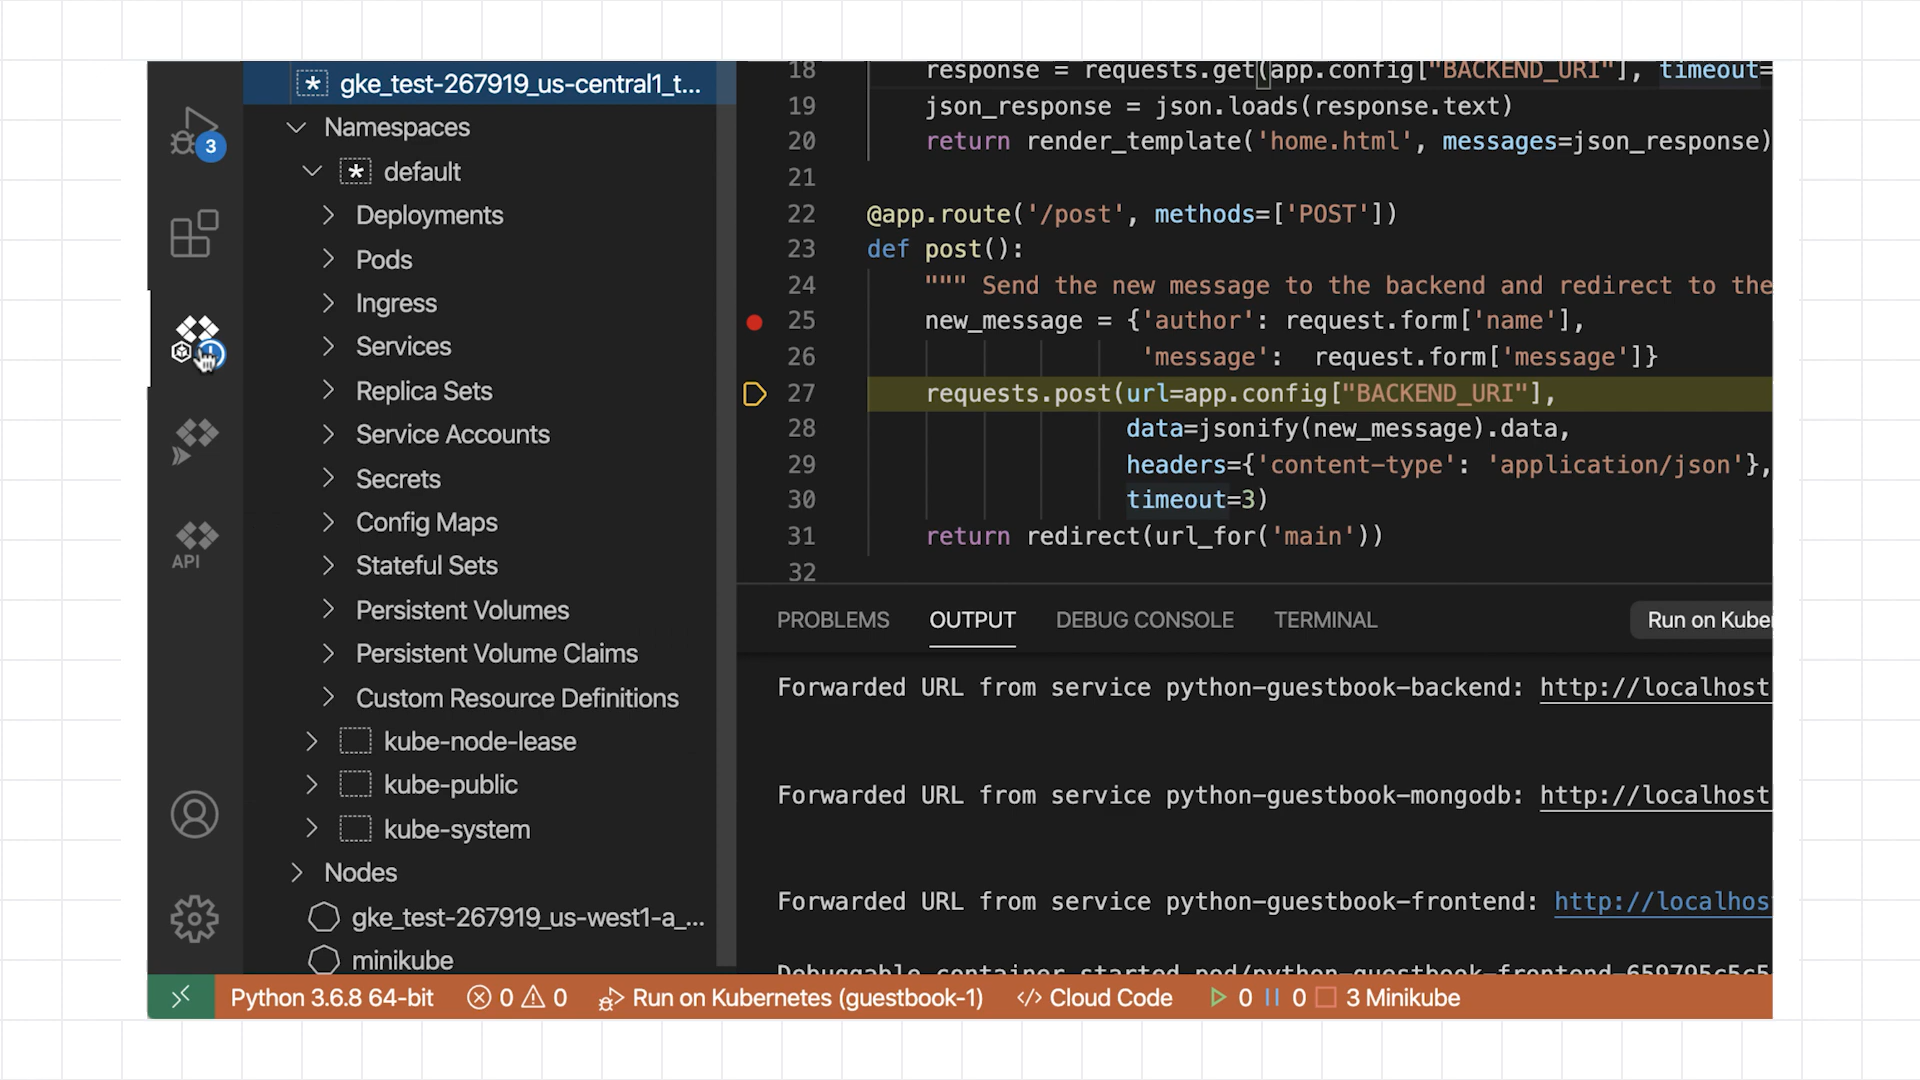 3
API
* gke_test-267919_us-central1_t...
Namespaces
* default
Deployments
Pods
Ingress
Services
Replica Sets
Service Accounts
Secrets
Config Maps
Stateful Sets
Persistent Volumes
Persistent Volume Claims
Custom Resource Definitions
kube-node-lease
kube-public
kube-system
Nodes
gke_test-267919_us-west1-a_...
minikube
18 response = requests.get(app.config["BACKEND_URI"], timeout=
19 json_response = json.loads(response.text)
20 return render_template('home.html', messages=json_response)
21
22 @app.route('/post', methods=['POST'])
23 def post():
24 """ Send the new message to the backend and redirect to the
25 new_message = {'author': request.form['name'],
26 'message':  request.form['message']}
27 requests.post(url=app.config["BACKEND_URI"],
28 data=jsonify(new_message).data,
29 headers={'content-type': 'application/json'},
30 timeout=3)
31 return redirect(url_for('main'))
32
PROBLEMS OUTPUT DEBUG CONSOLE TERMINAL Run on Kuber
Forwarded URL from service python-guestbook-backend: http://localhost
Forwarded URL from service python-guestbook-mongodb: http://localhost
Forwarded URL from service python-guestbook-frontend: http://localhos
Debuggable container started pod/python-guestbook-frontend-659795c5c5
Python 3.6.8 64-bit 0 0 Run on Kubernetes (guestbook-1) </> Cloud Code 0 0 3 Minikube